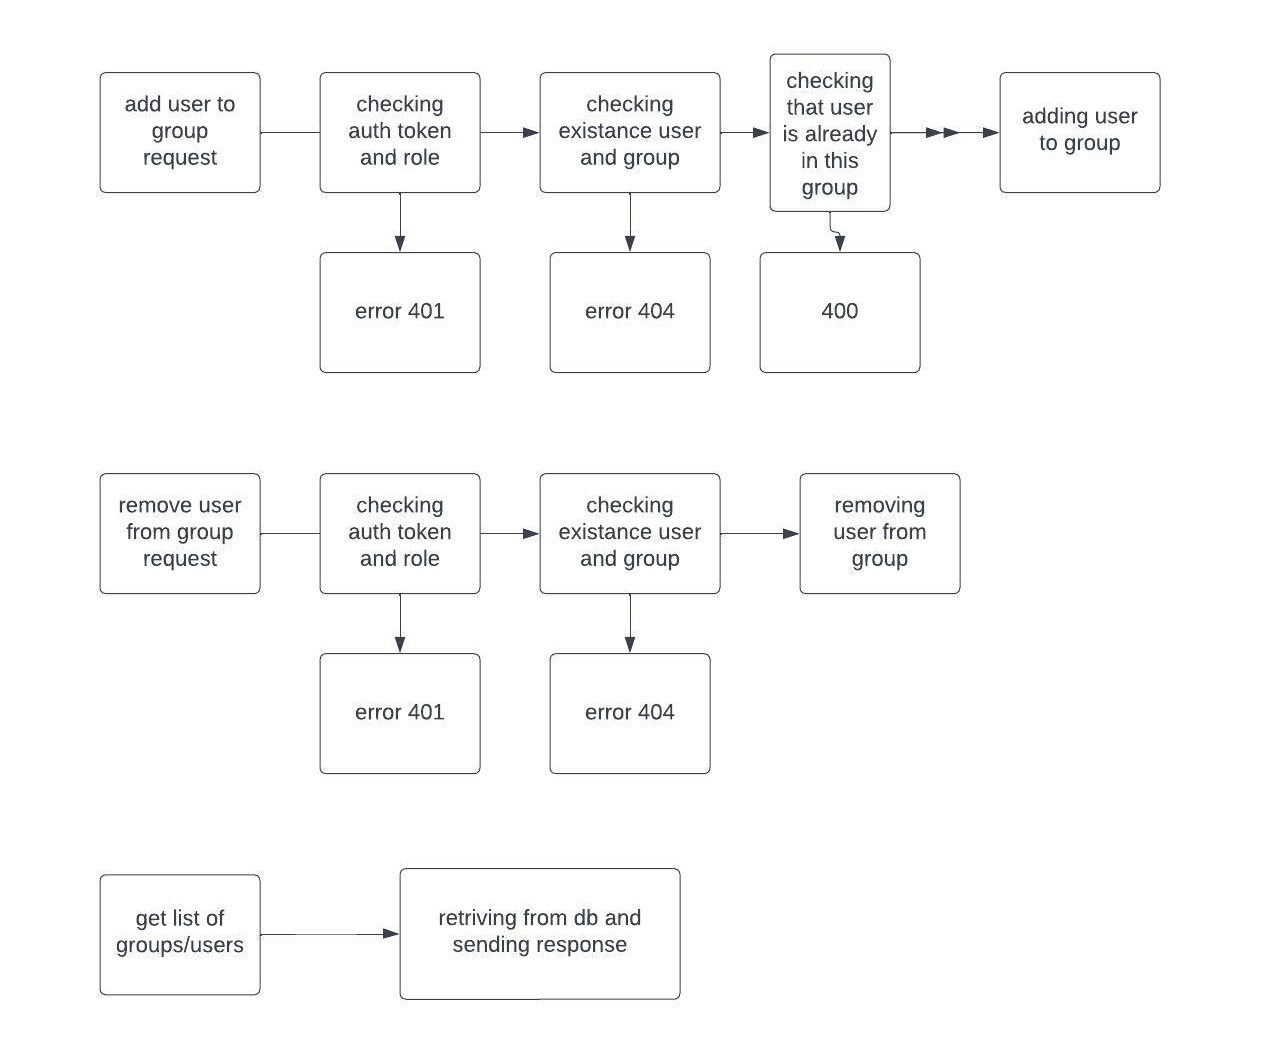 add user to
group
request
checking
auth token
and role
checking
existance user
and group
checking
that user
is already
in this
group
adding user
to group
error 401
error 404
400
remove user
from group
request
checking
auth token
and role
checking
existance user
and group
removing
user from
group
error 401
error 404
get list of
groups/users
retriving from db and
sending response